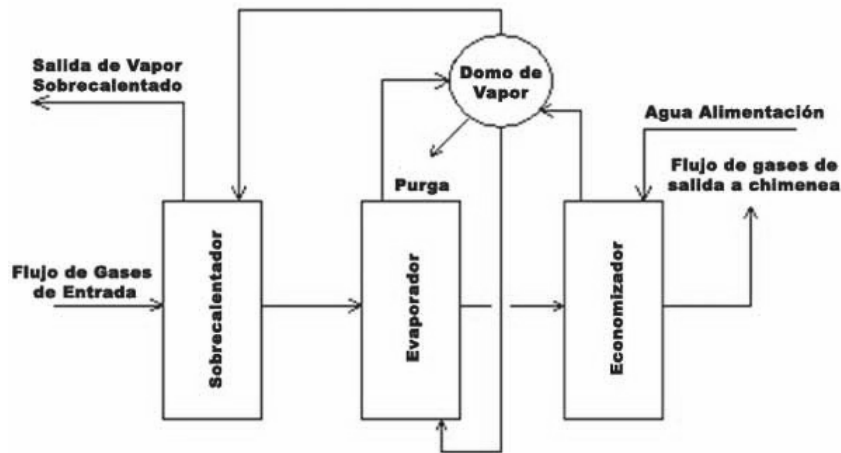 Salida de Vapor
Sobrecalentado
Domo de
Vapor
Agua Alimentación
Flujo de gases de
salida a chimenea
Purga
Flujo de Gases
de Entrada
Sobrecalentador
Evaporador
Economizador